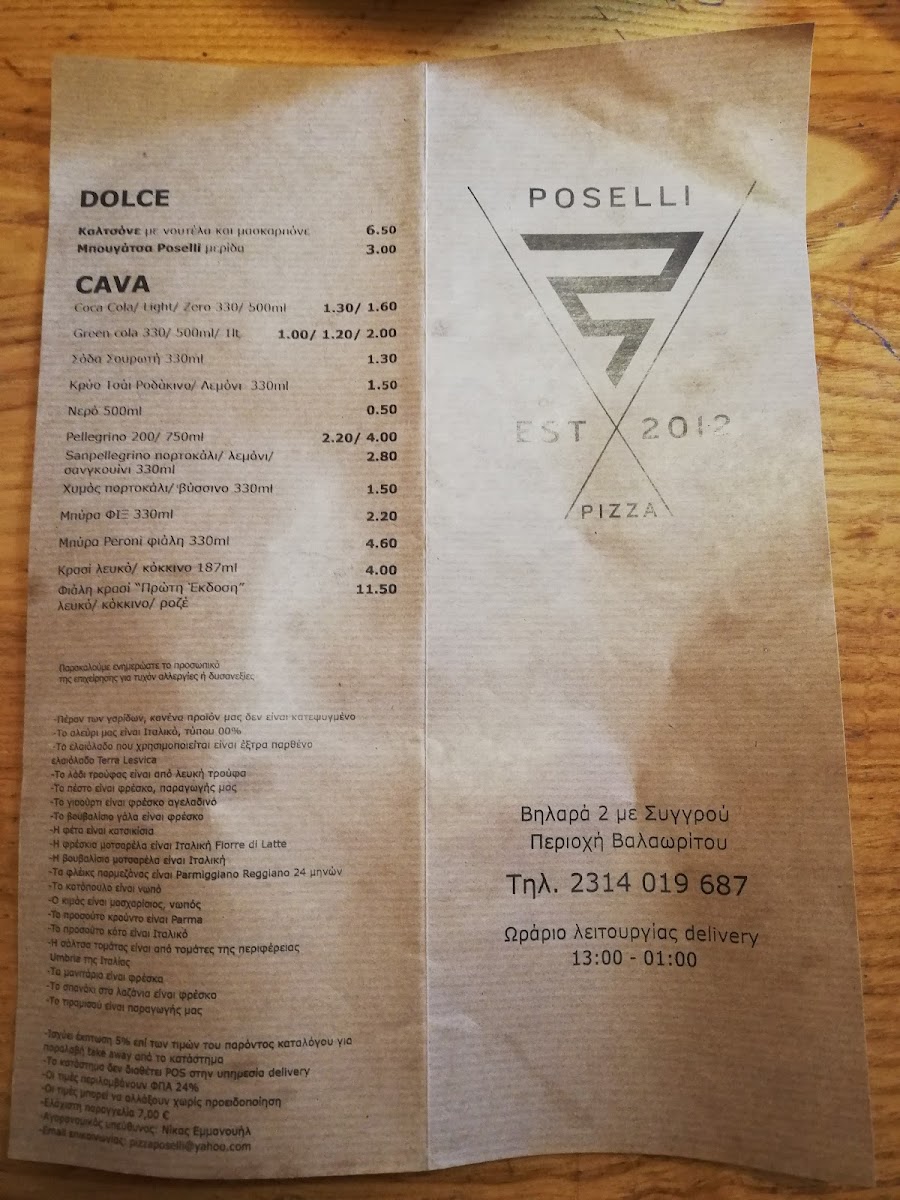 DOLCE
Καλτσόνε με νουτέλα και μασκαρπόνε 6.50
Μπουγάτσα Poselli μερίδα 3.00
CAVA
Coca Cola/ Light/ Zero 330/ 500ml 1.30/ 1.60
Green cola 330/ 500ml/ 1lt 1.00/ 1.20/ 2.00
Σόδα Σουρωτή 330ml 1.30
Κρύο Τσάι Ροδάκινο/ Λεμόνι 330ml 1.50
Νερό 500ml 0.50
Pellegrino 200/ 750ml 2.20/ 4.00
Sanpellegrino πορτοκάλι/ λεμόνι/ 2.80
σανγκουίνι 330ml
Χυμός πορτοκάλι/ βύσσινο 330ml 1.50
Μπύρα ΦΙΞ 330ml 2.20
Μπύρα Peroni φιάλη 330ml 4.60
Κρασί λευκό/ κόκκινο 187ml 4.00
Φιάλη κρασί "Πρώτη Έκδοση" 11.50
λευκό/ κόκκινο/ ροζέ
Παρακαλούμε ενημερώστε το προσωπικό
της επιχείρησης για τυχόν αλλεργίες ή δυσανεξίες
-Πέραν των γαρίδων, κανένα προϊόν μας δεν είναι κατεψυγμένο
-Το αλεύρι μας είναι Ιταλικό, τύπου 00%
-Το ελαιόλαδο που χρησιμοποιείται είναι έξτρα παρθένο
ελαιόλαδο Terra Lesvica
-Το λάδι τρούφας είναι από λευκή τρούφα
-Το πέστο είναι φρέσκο, παραγωγής μας
-Το γιαούρτι είναι φρέσκο αγελαδινό
-Το βουβαλίσιο γάλα είναι φρέσκο
-Η φέτα είναι κατσικίσια
-Η φρέσκια μοτσαρέλα είναι Ιταλική Fiorre di Latte
-Η βουβαλίσια μοτσαρέλα είναι Ιταλική
-Τα φλέικς παρμεζάνας είναι Parmiggiano Reggiano 24 μηνών
-Το κοτόπουλο είναι νωπό
-Ο κιμάς είναι μοσχαρίσιος, νωπός
-Το προσούτο κρούντο είναι Parma
-Το προσούτο κότο είναι Ιταλικό
-Η σάλτσα τομάτας είναι από τομάτες της περιφέρειας
Umbria της Ιταλίας
-Τα μανιτάρια είναι φρέσκα
-Το σπανάκι στα λαζάνια είναι φρέσκο
-Το τιραμισού είναι παραγωγής μας
-Ισχύει έκπτωση 5% επί των τιμών του παρόντος καταλόγου για
παραλαβή take away από το κατάστημα
-Το κατάστημα δεν διαθέτει POS στην υπηρεσία delivery
-Οι τιμές περιλαμβάνουν ΦΠΑ 24%
-Οι τιμές μπορεί να αλλάξουν χωρίς προειδοποίηση
-Ελάχιστη παραγγελία 7,00 €
-Αγορανομικός υπεύθυνος: Νίκας Εμμανουήλ
-Email επικοινωνίας: pizzaposelli@yahoo.com
POSELLI
EST 2012
PIZZA
Βηλαρά 2 με Συγγρού
Περιοχή Βαλαωρίτου
Τηλ. 2314 019 687
Ωράριο λειτουργίας delivery
13:00 - 01:00